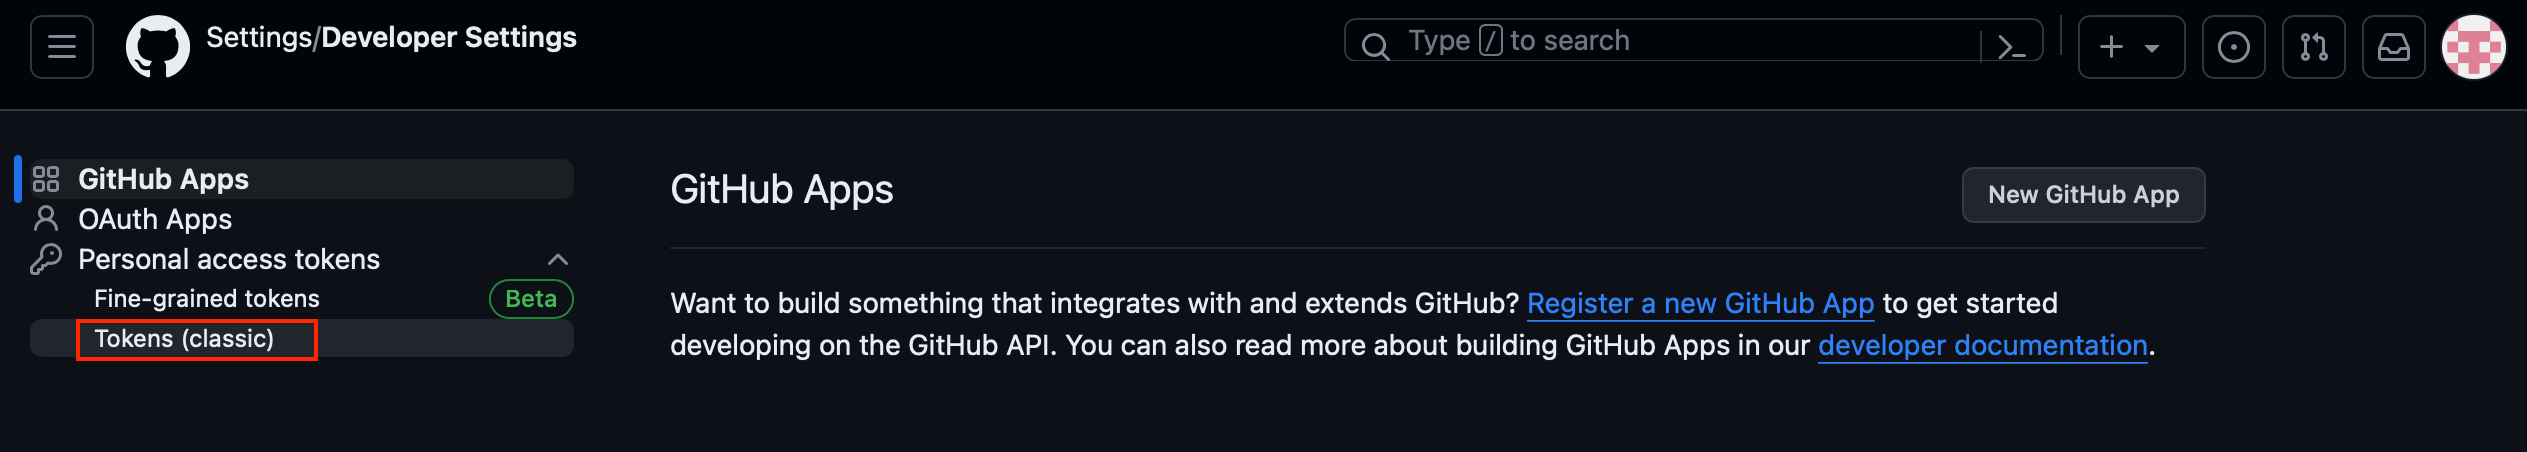 Settings/Developer Settings
Type / to search
GitHub Apps
OAuth Apps
Personal access tokens
Fine-grained tokens Beta
Tokens (classic)
GitHub Apps
New GitHub App
Want to build something that integrates with and extends GitHub? Register a new GitHub App to get started
developing on the GitHub API. You can also read more about building GitHub Apps in our developer documentation.